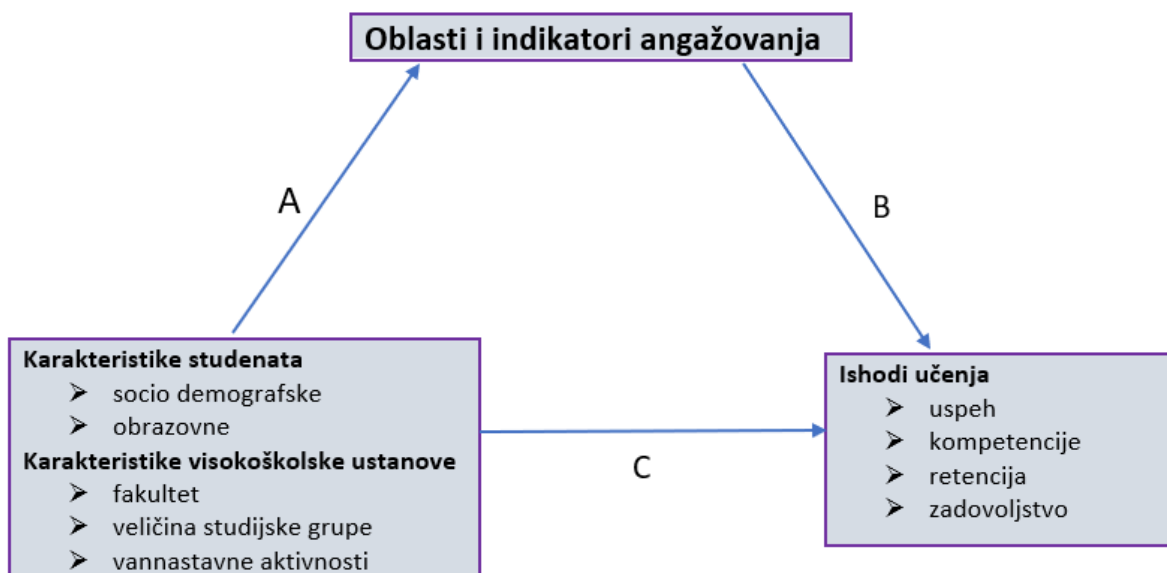 Oblasti i indikatori angažovanja
A
B
Karakteristike studenata
➢ socio demografske
➢ obrazovne
Karakteristike visokoškolske ustanove
➢ fakultet
➢ veličina studijske grupe
➢ vannastavne aktivnosti
C
Ishodi učenja
➢ uspeh
➢ kompetencije
➢ retencija
➢ zadovoljstvo